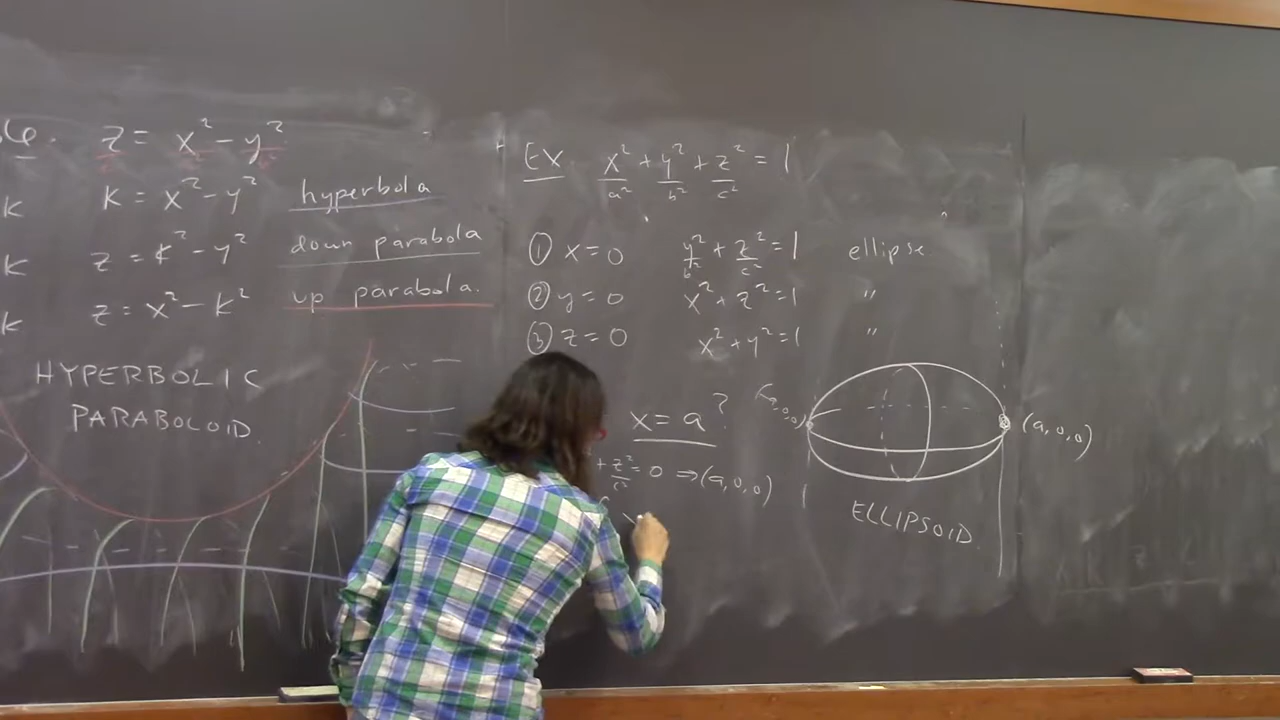 z = x² - y²
k
k = x² - y² hyperbola
k
z = k² - y² down parabola
k
z = x² - k² up parabola.
HYPERBOLIC
PARABOLOID.
EX x²/a² + y²/b² + z²/c² = 1
① x = 0 y²/b² + z²/c² = 1 ellipse.
② y = 0 x² + z² = 1 "
③ z = 0 x² + y² = 1 "
x = a ?
+ z²/c² = 0 ⇒ (a, 0, 0)
(a, 0, 0)
ELLIPSOID.